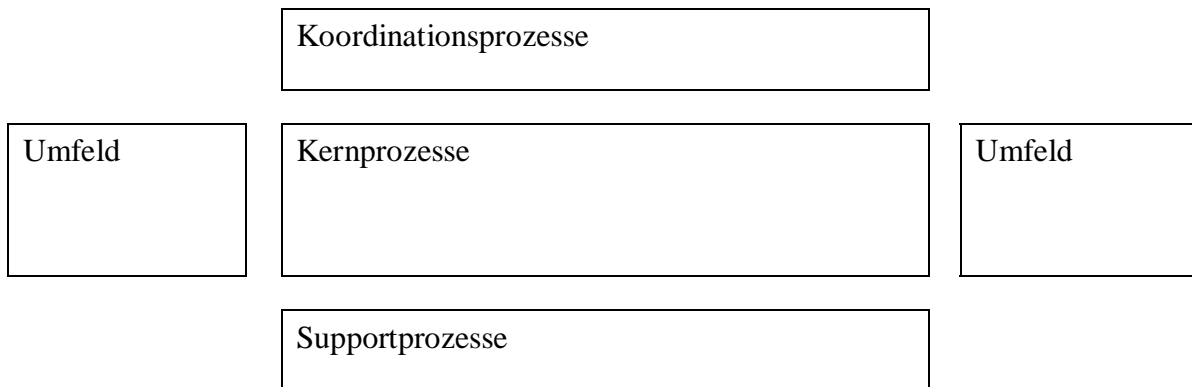 Koordinationsprozesse
Umfeld
Kernprozesse
Umfeld
Supportprozesse